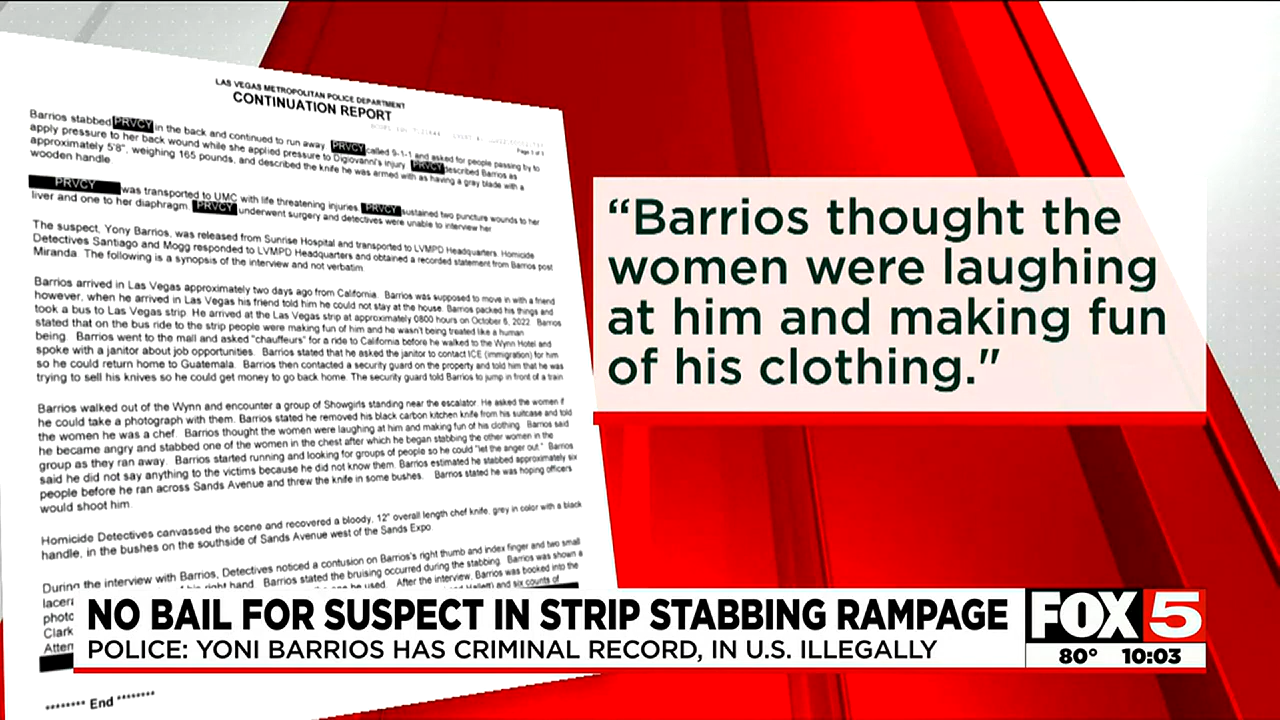 LAS VEGAS METROPOLITAN POLICE DEPARTMENT
CONTINUATION REPORT
Page 3 of 3
Barrios stabbed PRVCY in the back and continued to run away. PRVCY called 9-1-1 and asked for people passing by to
apply pressure to her back wound while she applied pressure to Digiovanni's injury. PRVCY described Barrios as
approximately 5'8", weighing 165 pounds, and described the knife he was armed with as having a gray blade with a
wooden handle.
PRVCY was transported to UMC with life threatening injuries. PRVCY sustained two puncture wounds to her
liver and one to her diaphragm. PRVCY underwent surgery and detectives were unable to interview her
The suspect, Yony Barrios, was released from Sunrise Hospital and transported to LVMPD Headquarters. Homicide
Detectives Santiago and Mogg responded to LVMPD Headquarters and obtained a recorded statement from Barrios post
Miranda. The following is a synopsis of the interview and not verbatim.
Barrios arrived in Las Vegas approximately two days ago from California. Barrios was supposed to move in with a friend
however, when he arrived in Las Vegas his friend told him he could not stay at the house. Barrios packed his things and
took a bus to Las Vegas strip. He arrived at the Las Vegas strip at approximately 0800 hours on October 6, 2022. Barrios
stated that on the bus ride to the strip people were making fun of him and he wasn't being treated like a human
being. Barrios went to the mall and asked "chauffeurs" for a ride to California before he walked to the Wynn Hotel and
spoke with a janitor about job opportunities. Barrios stated that he asked the janitor to contact ICE (immigration) for him
so he could return home to Guatemala. Barrios then contacted a security guard on the property and told him that he was
trying to sell his knives so he could get money to go back home. The security guard told Barrios to jump in front of a train
Barrios walked out of the Wynn and encounter a group of Showgirls standing near the escalator. He asked the women if
he could take a photograph with them. Barrios stated he removed his black carbon kitchen knife from his suitcase and told
the women he was a chef. Barrios thought the women were laughing at him and making fun of his clothing. Barrios said
he became angry and stabbed one of the women in the chest after which he began stabbing the other women in the
group as they ran away. Barrios started running and looking for groups of people so he could "let the anger out." Barrios
said he did not say anything to the victims because he did not know them. Barrios estimated he stabbed approximately six
people before he ran across Sands Avenue and threw the knife in some bushes. Barrios stated he was hoping officers
would shoot him.
Homicide Detectives canvassed the scene and recovered a bloody, 12" overall length chef knife, grey in color with a black
handle, in the bushes on the southside of Sands Avenue west of the Sands Expo
During the interview with Barrios, Detectives noticed a contusion on Barrios's right thumb and index finger and two small
lacer right hand. Barrios stated the bruising occurred during the stabbing. Barrios was shown a
photo he used. After the interview, Barrios was booked into the
Clark and six counts of
Atten
******** End ********
“Barrios thought the
women were laughing
at him and making fun
of his clothing."
NO BAIL FOR SUSPECT IN STRIP STABBING RAMPAGE
POLICE: YONI BARRIOS HAS CRIMINAL RECORD, IN U.S. ILLEGALLY
FOX 5
80° 10:03